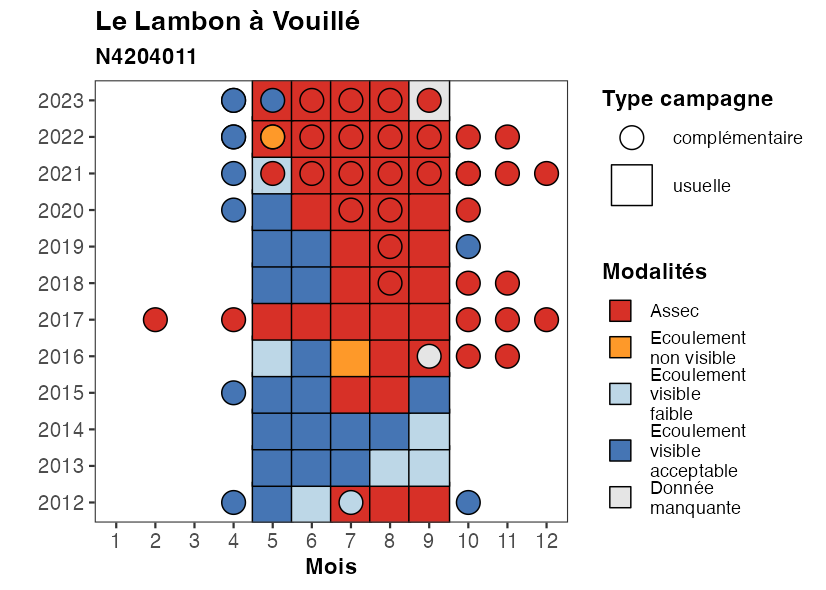 Le Lambon à Vouillé
N4204011
2023
2022
2021
2020
2019
2018
2017
2016
2015
2014
2013
2012
1 2 3 4 5 6 7 8 9 10 11 12
Mois
Type campagne
complémentaire
usuelle
Modalités
Assec
Ecoulement
non visible
Ecoulement
visible
faible
Ecoulement
visible
acceptable
Donnée
manquante